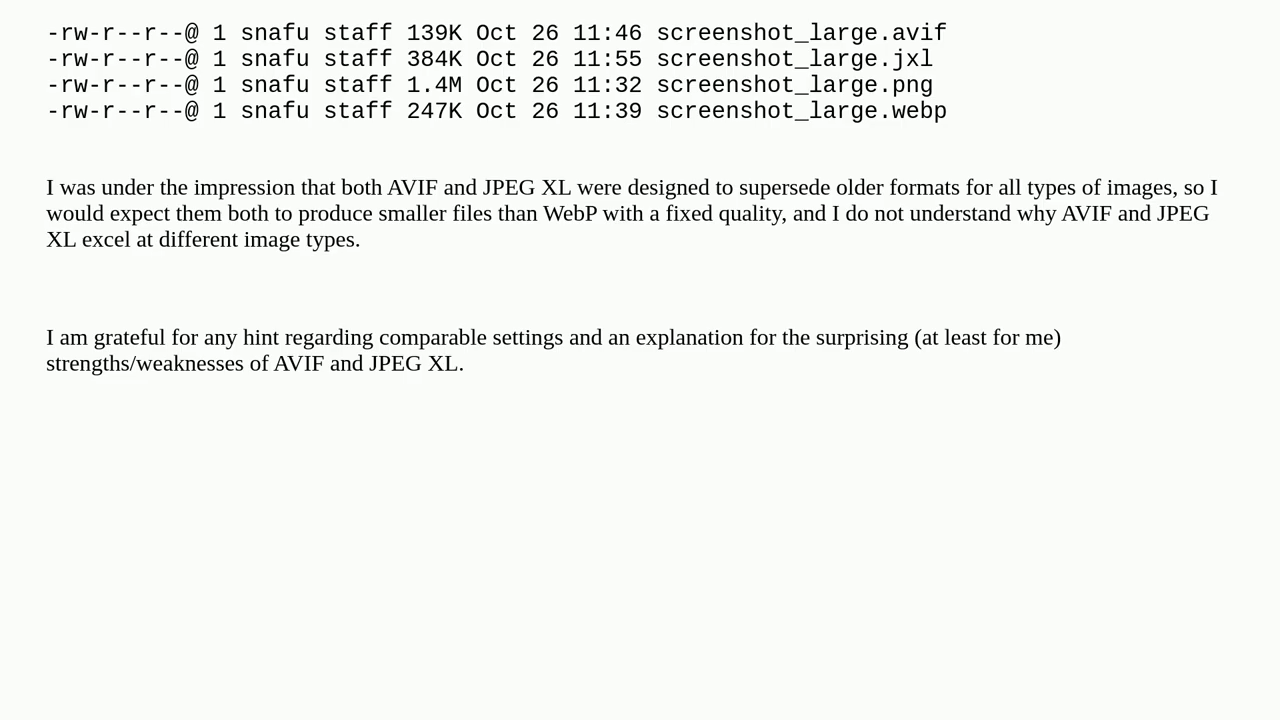 -rw-r--r--@ 1 snafu staff 139K Oct 26 11:46 screenshot_large.avif
-rw-r--r--@ 1 snafu staff 384K Oct 26 11:55 screenshot_large.jxl
-rw-r--r--@ 1 snafu staff 1.4M Oct 26 11:32 screenshot_large.png
-rw-r--r--@ 1 snafu staff 247K Oct 26 11:39 screenshot_large.webp
I was under the impression that both AVIF and JPEG XL were designed to supersede older formats for all types of images, so I
would expect them both to produce smaller files than WebP with a fixed quality, and I do not understand why AVIF and JPEG
XL excel at different image types.
I am grateful for any hint regarding comparable settings and an explanation for the surprising (at least for me)
strengths/weaknesses of AVIF and JPEG XL.